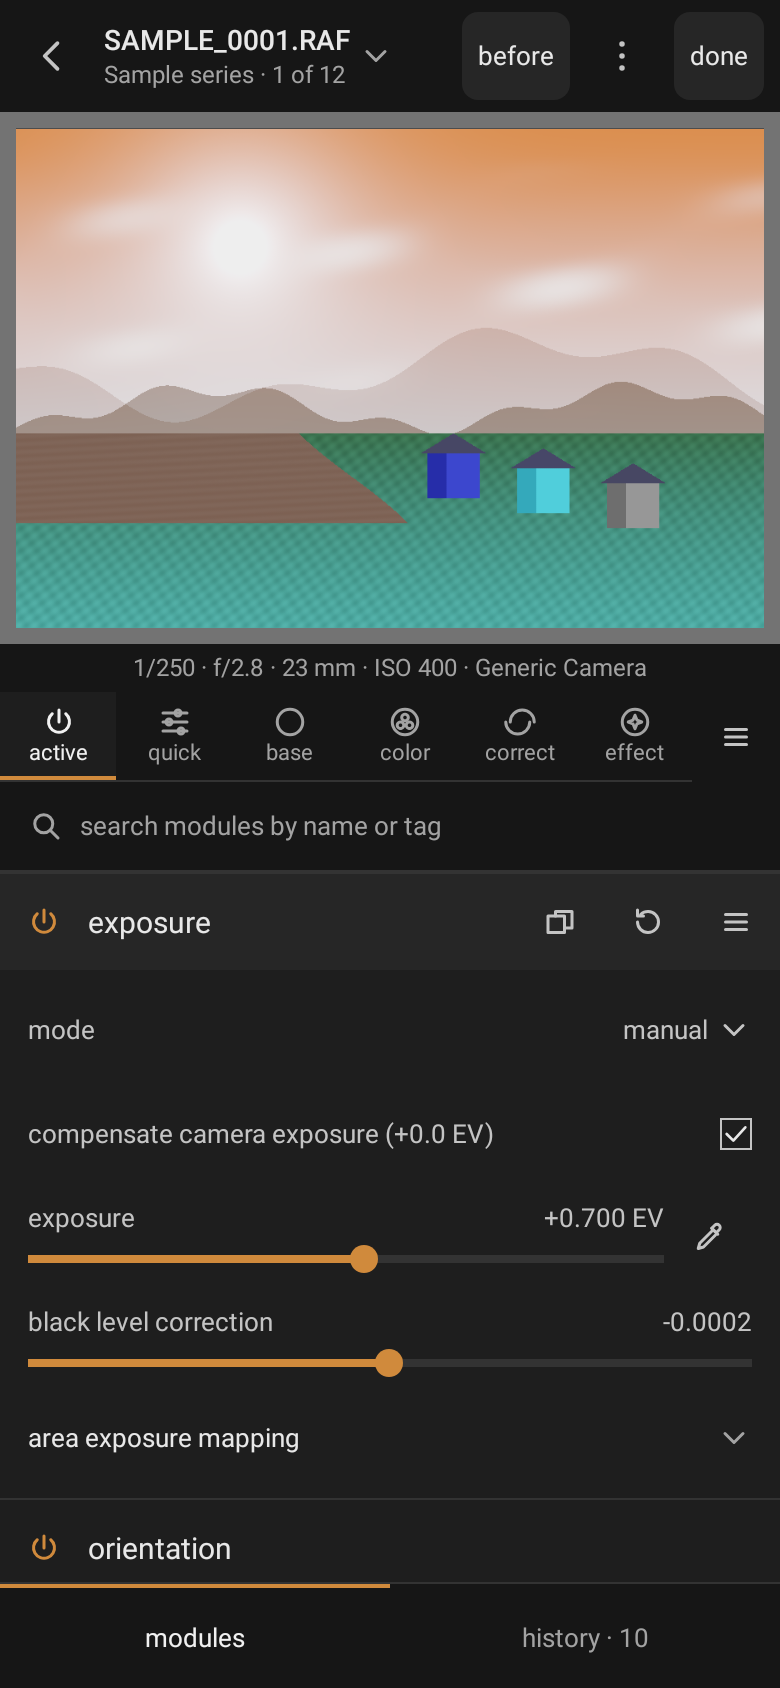 SAMPLE_0001.RAF
Sample series · 1 of 12
before
done
1/250 · f/2.8 · 23 mm · ISO 400 · Generic Camera
active
quick
base
color
correct
effect
search modules by name or tag
exposure
mode
manual
compensate camera exposure (+0.0 EV)
exposure
+0.700 EV
black level correction
-0.0002
area exposure mapping
orientation
modules
history · 10